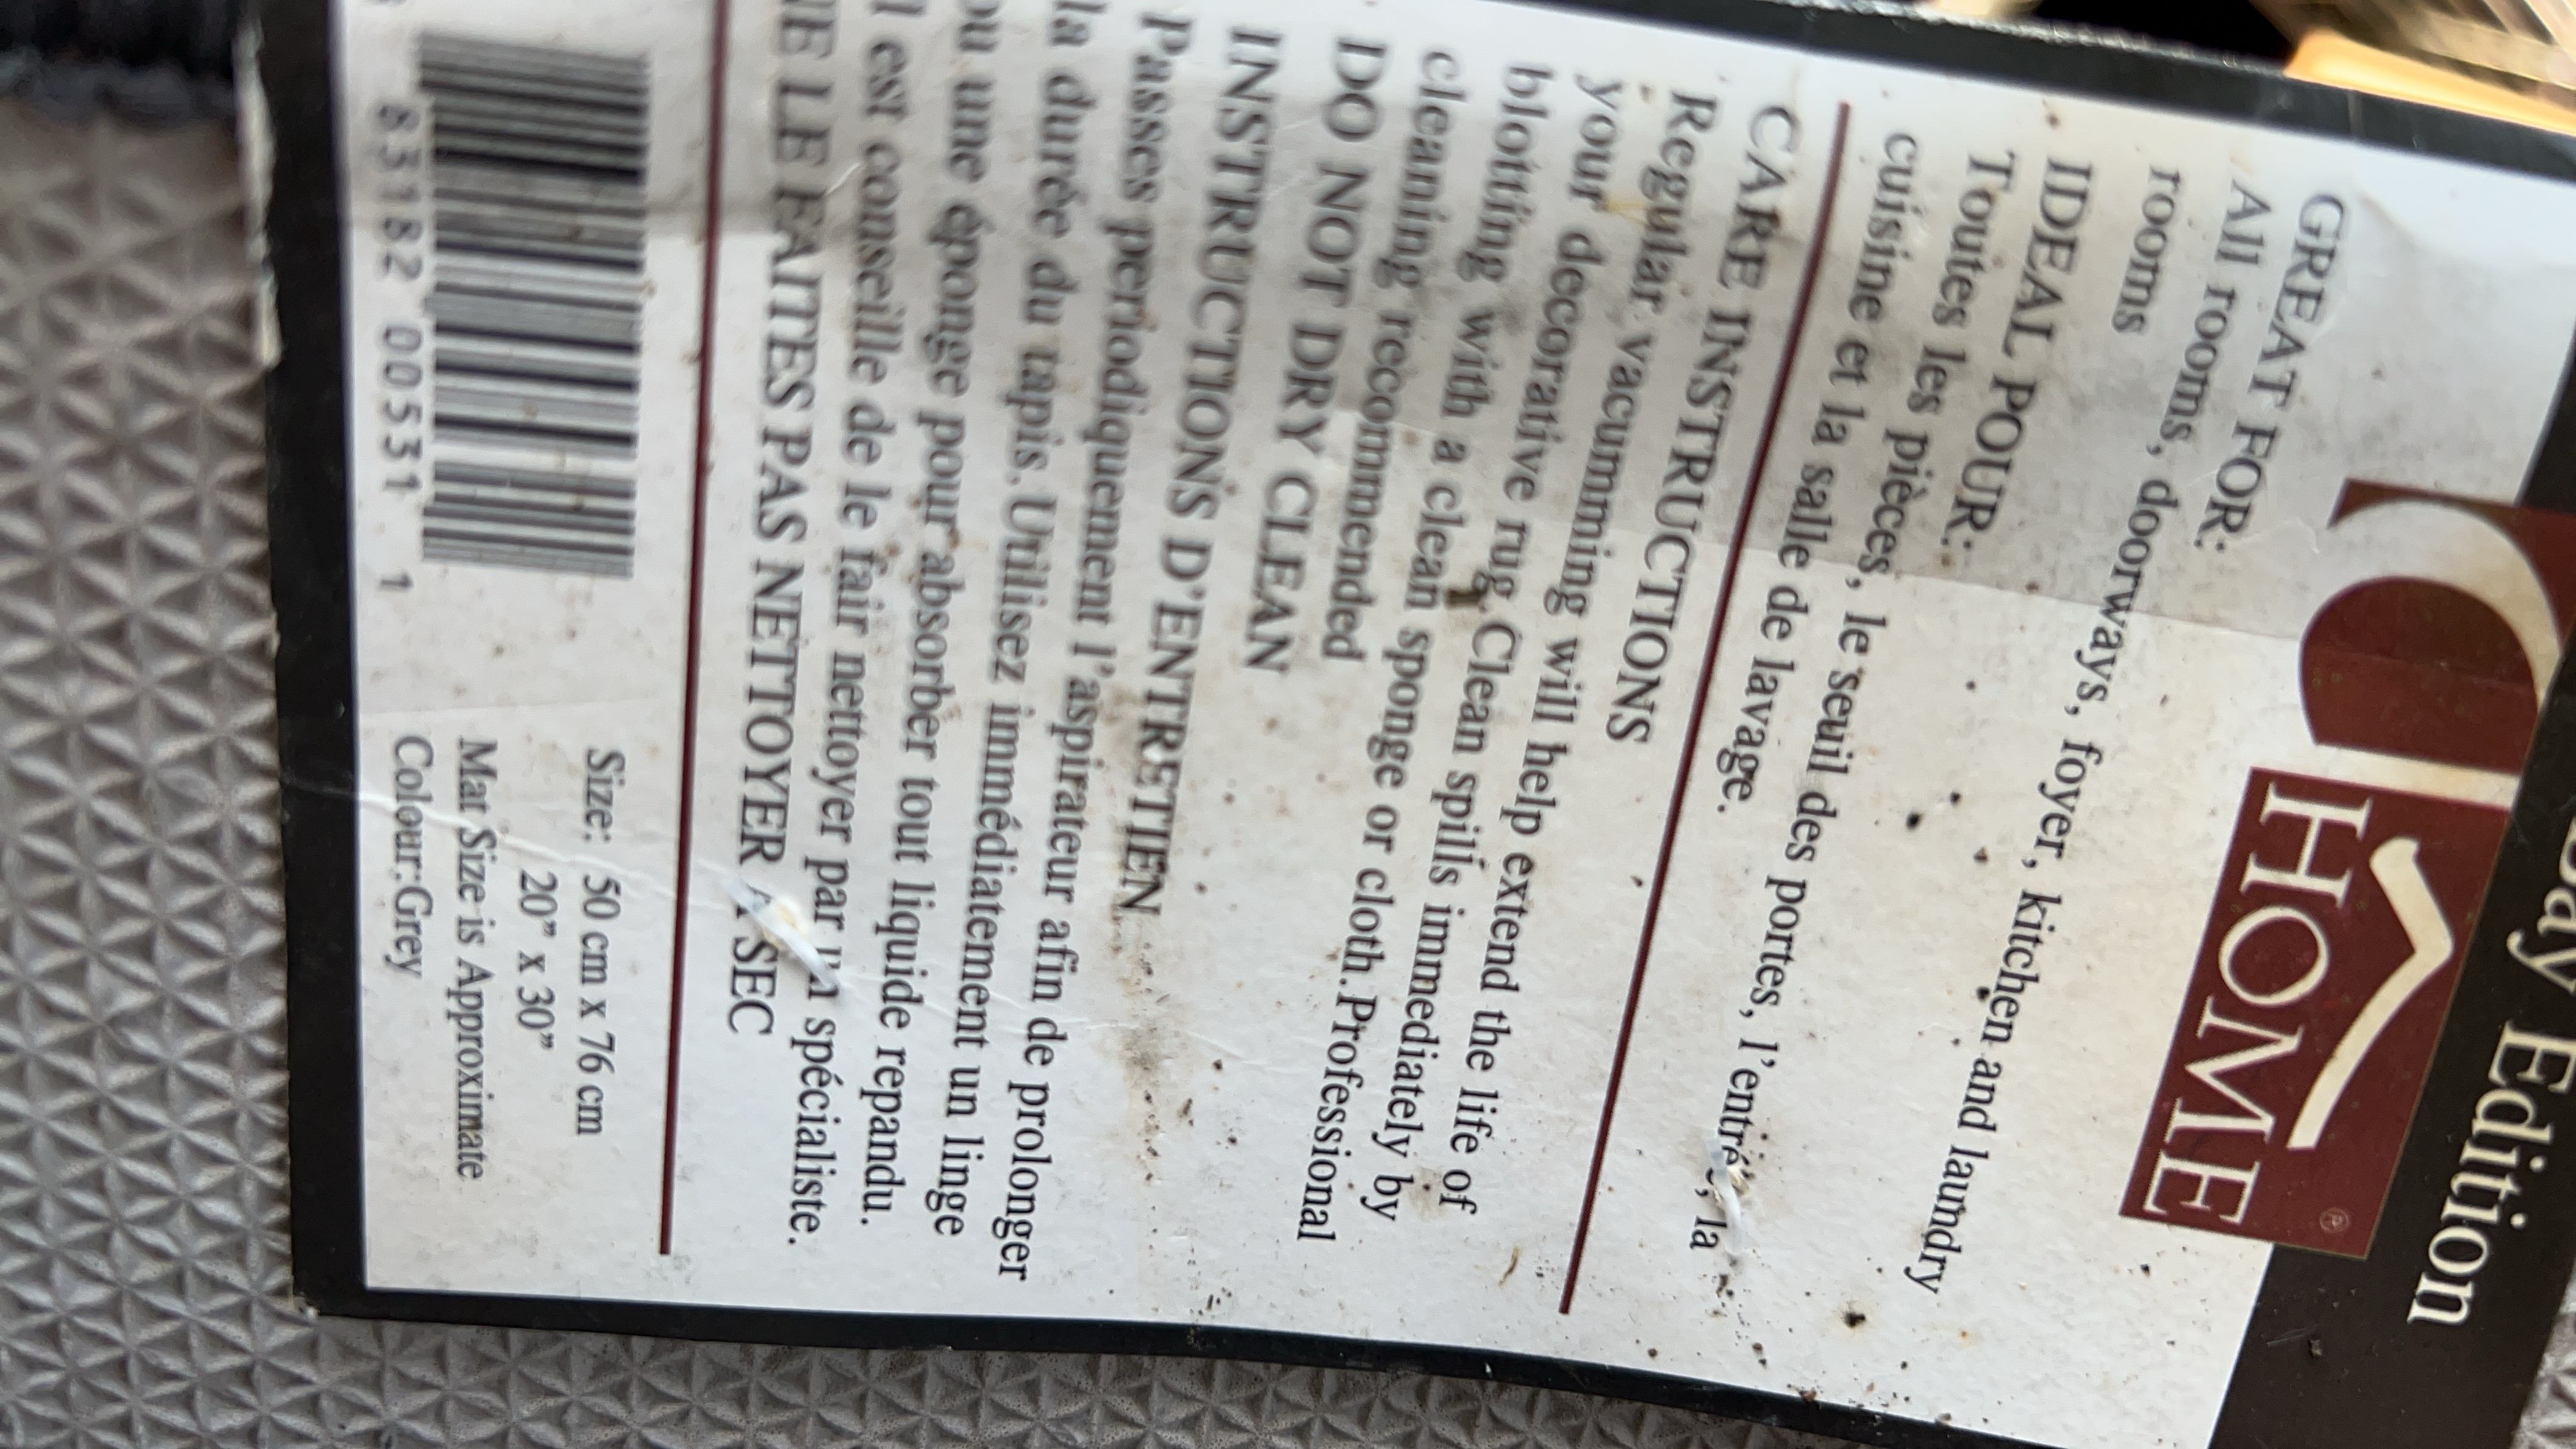 Edition
HOME®
GREAT FOR:
All rooms, doorways, foyer, kitchen and laundry
rooms
IDEAL POUR:
Toutes les pièces, le seuil des portes, l'entrée, la
cuisine et la salle de lavage.
CARE INSTRUCTIONS
Regular vacumming will help extend the life of
your decorative rug. Clean spills immediately by
blotting with a clean sponge or cloth. Professional
cleaning recommended
DO NOT DRY CLEAN
INSTRUCTIONS D'ENTRETIEN
Passes periodiquement l'aspirateur afin de prolonger
la durée du tapis. Utilisez immédiatement un linge
ou une éponge pour absorber tout liquide repandu.
l est conseille de le fair nettoyer par un spécialiste.
NE LE FAITES PAS NETTOYER A SEC
83182 00531 1
Size: 50 cm x 76 cm
20” x 30”
Mat Size is Approximate
Colour:Grey